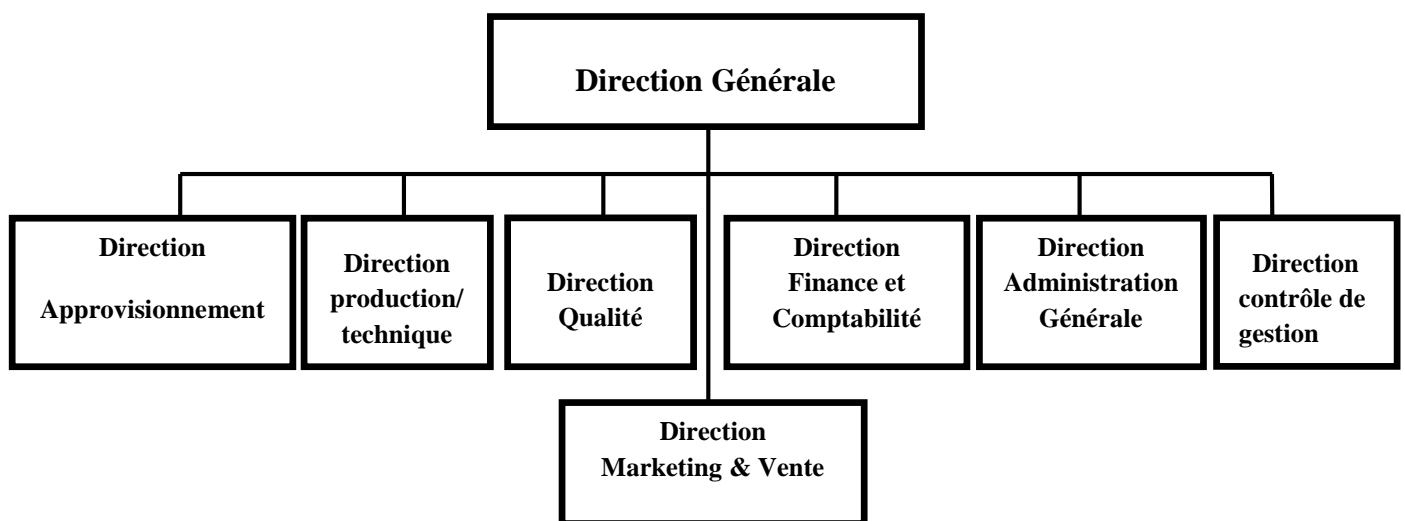 Direction Générale
Direction
Approvisionnement
Direction
production/
technique
Direction
Qualité
Direction
Finance et
Comptabilité
Direction
Administration
Générale
Direction
contrôle de
gestion
Direction
Marketing & Vente